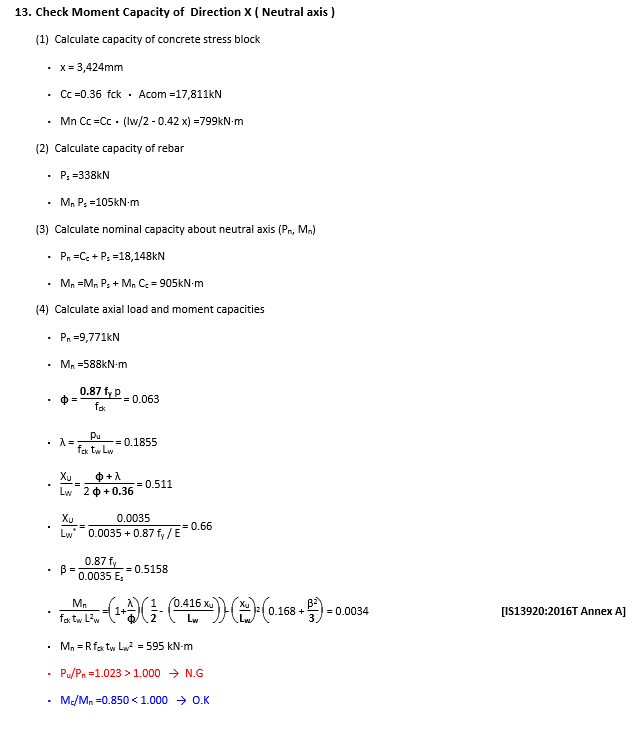 13. Check Moment Capacity of Direction X ( Neutral axis )
(1) Calculate capacity of concrete stress block
· x = 3,424mm
· Cc =0.36 fck · Acom =17,811kN
· Mn Cc =Cc · (lw/2 - 0.42 x) =799kN·m
(2) Calculate capacity of rebar
· Ps =338kN
· Mn Ps =105kN·m
(3) Calculate nominal capacity about neutral axis (Pn, Mn)
· Pn =Cc + Ps =18,148kN
· Mn =Mn Ps + Mn Cc = 905kN·m
(4) Calculate axial load and moment capacities
· Pn =9,771kN
· Mn =588kN·m
· ϕ = 0.87 fy p / fck = 0.063
· λ = Pu / fck tw Lw = 0.1855
· Xu / Lw = ϕ + λ / 2 ϕ + 0.36 = 0.511
· Xu / Lw* = 0.0035 / 0.0035 + 0.87 fy / E = 0.66
· β = 0.87 fy / 0.0035 Es = 0.5158
· Mn / fck tw L²w = (1+ λ/ϕ)(1/2 - (0.416 xu / Lw))-(xu / Lw)²(0.168 + β²/3) = 0.0034 [IS13920:2016T Annex A]
· Mn = R fck tw Lw² = 595 kN·m
· Pu/Pn =1.023 > 1.000 → N.G
· Mc/Mn =0.850 < 1.000 → O.K